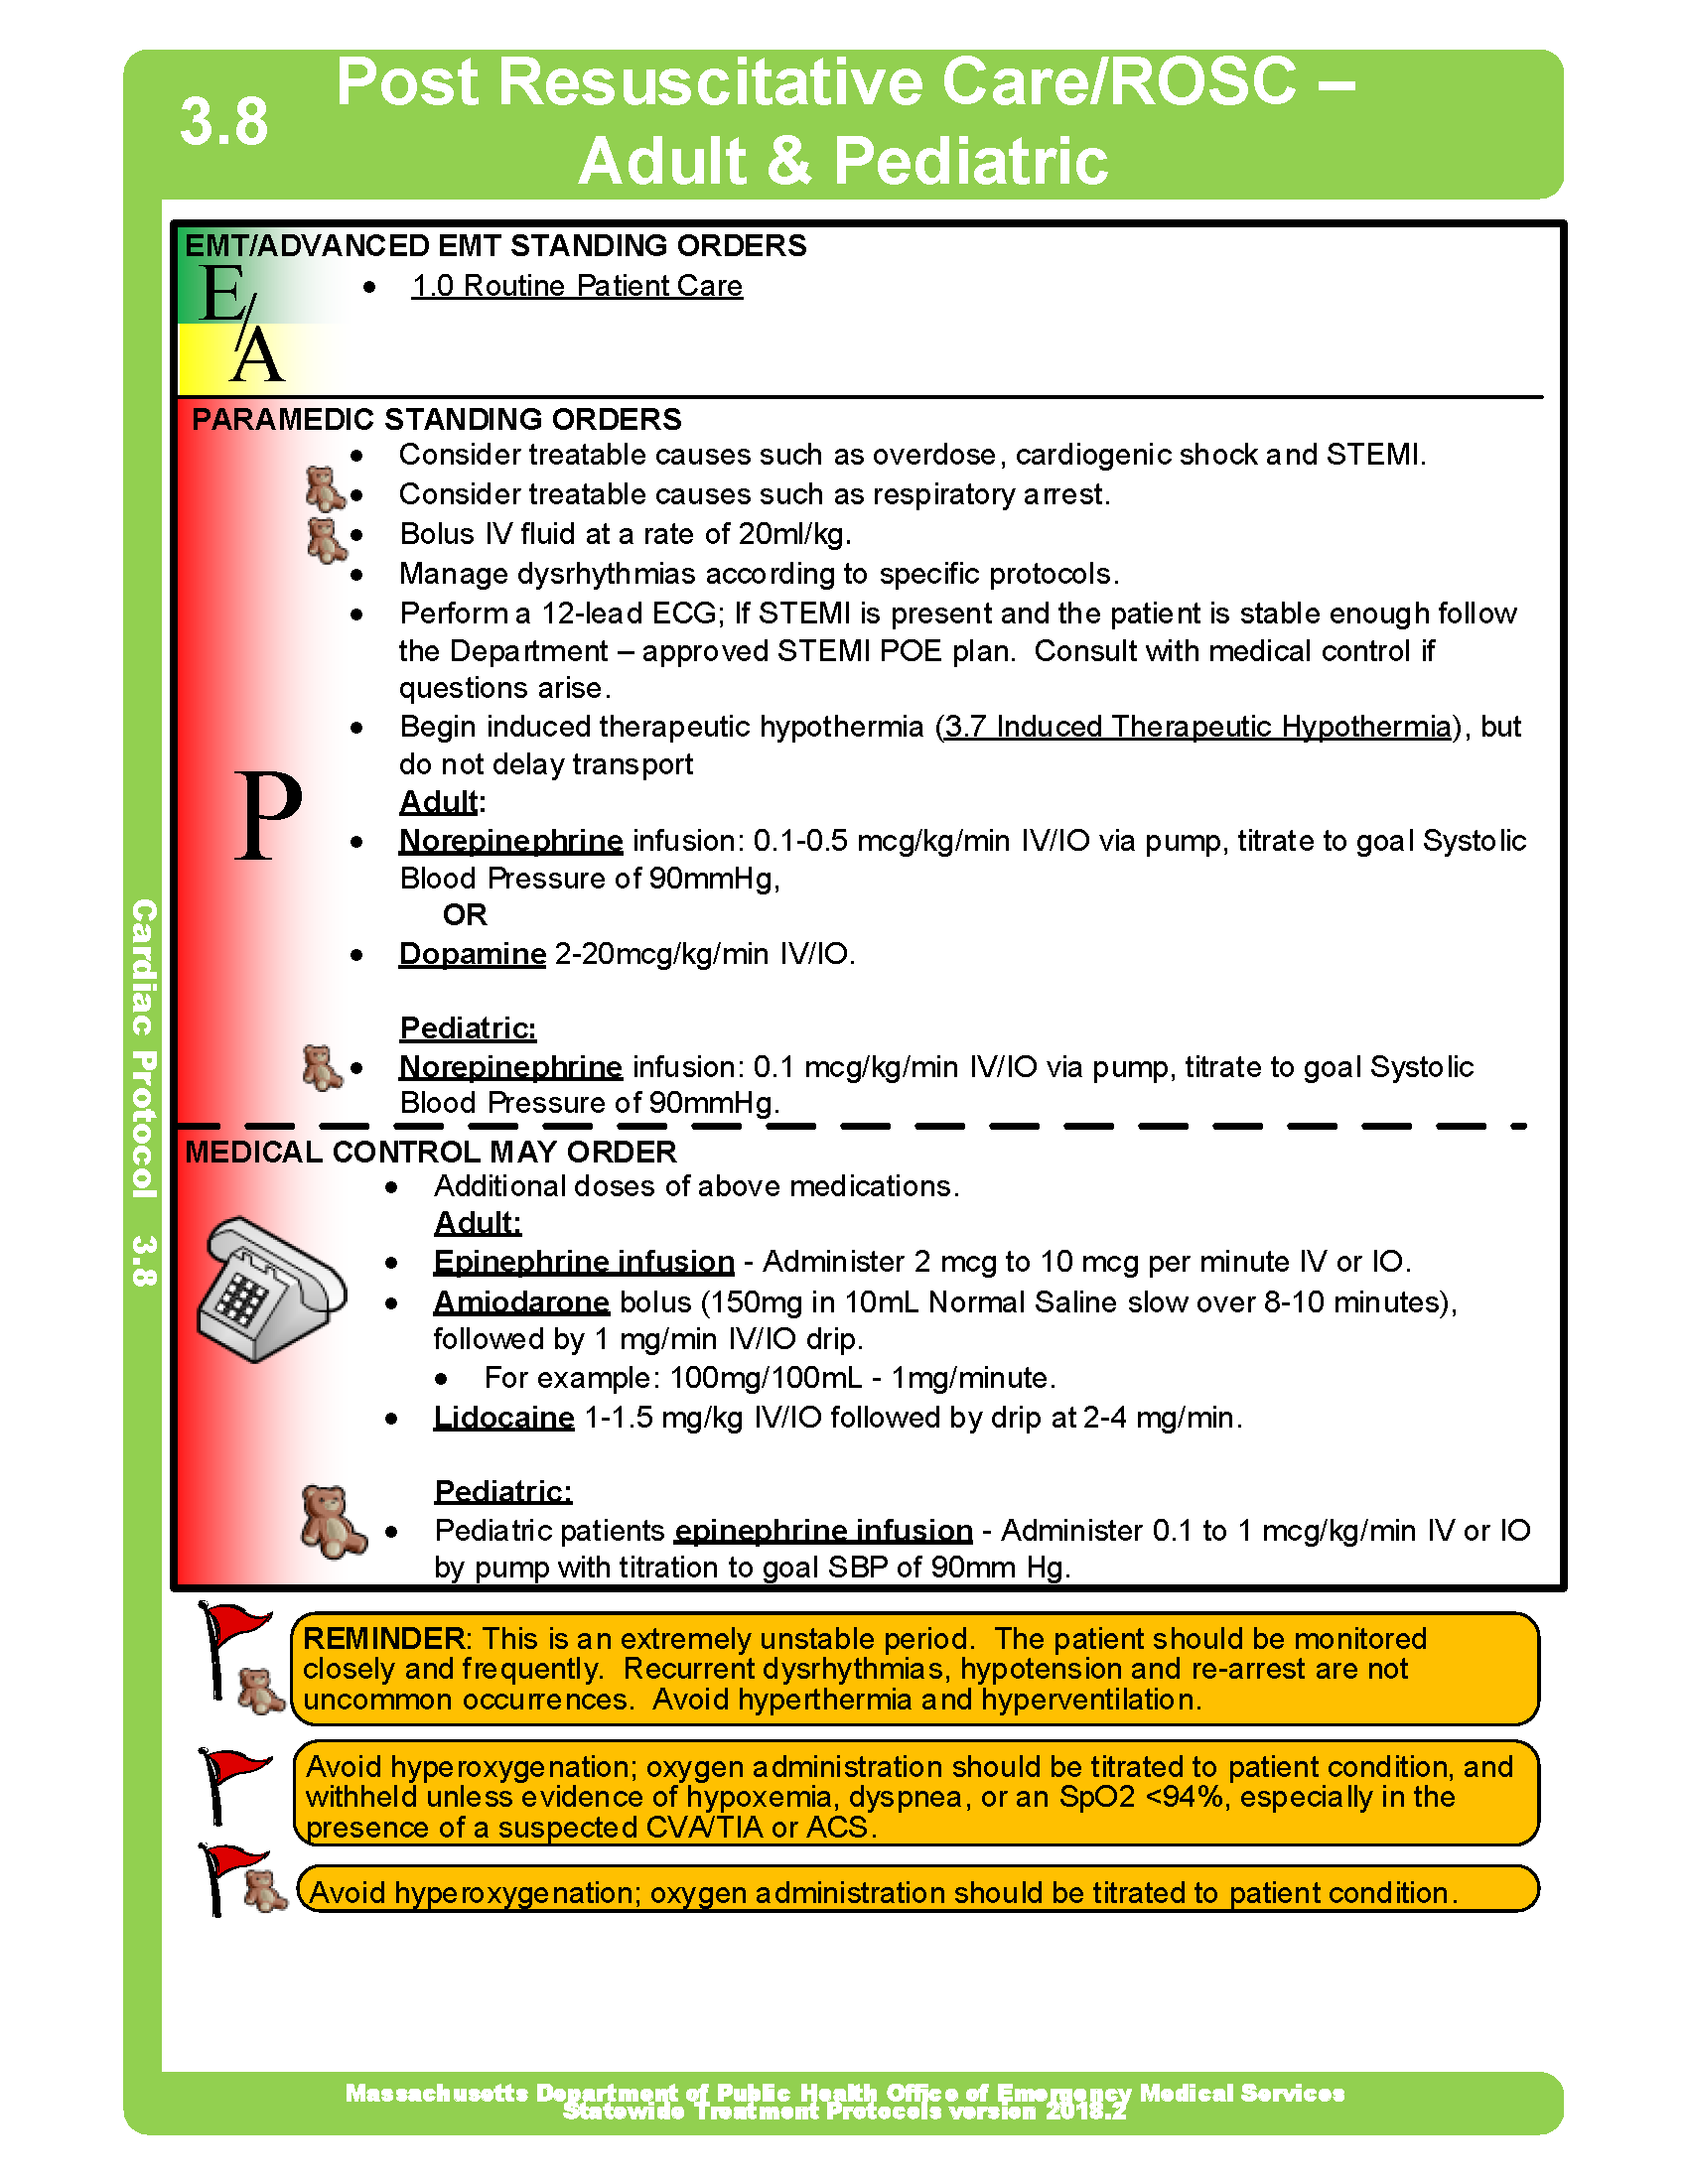 3.8
Post Resuscitative Care/ROSC –
Adult & Pediatric
EMT/ADVANCED EMT STANDING ORDERS
E/A
• 1.0 Routine Patient Care
PARAMEDIC STANDING ORDERS
• Consider treatable causes such as overdose, cardiogenic shock and STEMI.
• Consider treatable causes such as respiratory arrest.
• Bolus IV fluid at a rate of 20ml/kg.
• Manage dysrhythmias according to specific protocols.
• Perform a 12-lead ECG; If STEMI is present and the patient is stable enough follow
the Department – approved STEMI POE plan. Consult with medical control if
questions arise.
• Begin induced therapeutic hypothermia (3.7 Induced Therapeutic Hypothermia), but
do not delay transport
P
Adult:
• Norepinephrine infusion: 0.1-0.5 mcg/kg/min IV/IO via pump, titrate to goal Systolic
Blood Pressure of 90mmHg,
OR
• Dopamine 2-20mcg/kg/min IV/IO.
Pediatric:
• Norepinephrine infusion: 0.1 mcg/kg/min IV/IO via pump, titrate to goal Systolic
Blood Pressure of 90mmHg.
MEDICAL CONTROL MAY ORDER
• Additional doses of above medications.
Adult:
• Epinephrine infusion - Administer 2 mcg to 10 mcg per minute IV or IO.
• Amiodarone bolus (150mg in 10mL Normal Saline slow over 8-10 minutes),
followed by 1 mg/min IV/IO drip.
• For example: 100mg/100mL - 1mg/minute.
• Lidocaine 1-1.5 mg/kg IV/IO followed by drip at 2-4 mg/min.
Pediatric:
• Pediatric patients epinephrine infusion - Administer 0.1 to 1 mcg/kg/min IV or IO
by pump with titration to goal SBP of 90mm Hg.
REMINDER: This is an extremely unstable period. The patient should be monitored
closely and frequently. Recurrent dysrhythmias, hypotension and re-arrest are not
uncommon occurrences. Avoid hyperthermia and hyperventilation.
Avoid hyperoxygenation; oxygen administration should be titrated to patient condition, and
withheld unless evidence of hypoxemia, dyspnea, or an SpO2 <94%, especially in the
presence of a suspected CVA/TIA or ACS.
Avoid hyperoxygenation; oxygen administration should be titrated to patient condition.
Cardiac Protocol 3.8
Massachusetts Department of Public Health Office of Emergency Medical Services
Statewide Treatment Protocols version 2018.2